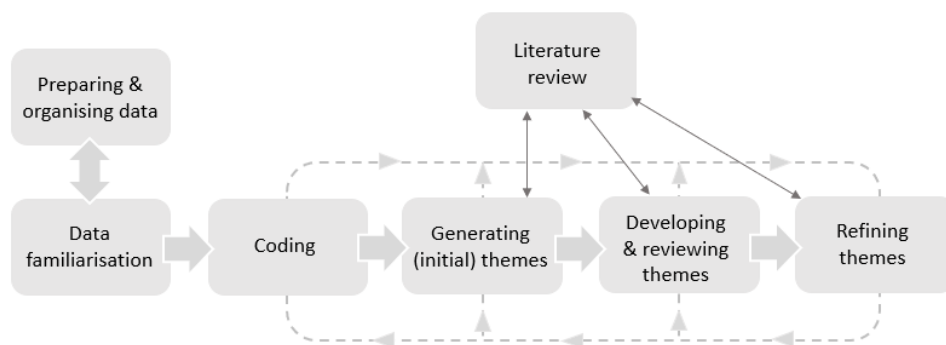 Literature
review
Preparing &
organising data
Data
familiarisation
Coding
Generating
(initial) themes
Developing
& reviewing
themes
Refining
themes